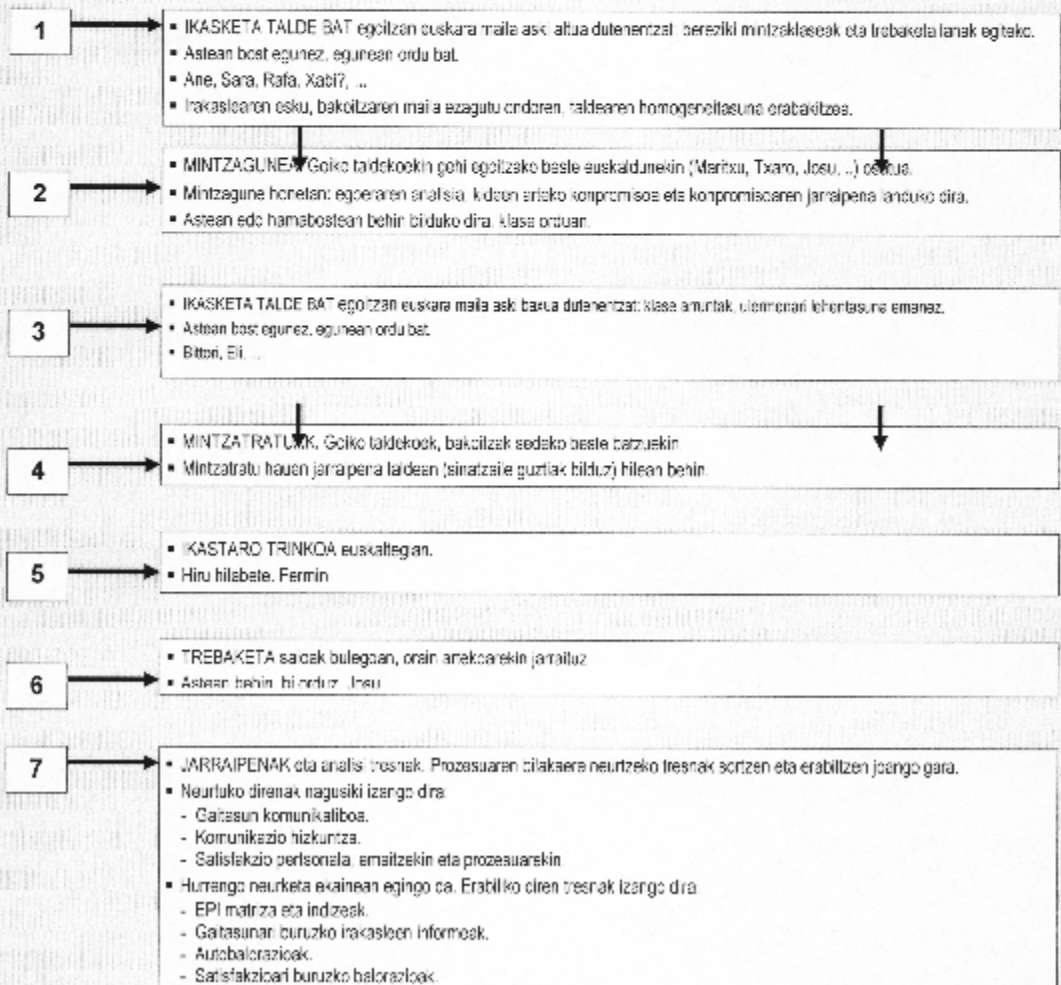 1
▪ IKASKETA TALDE BAT egoitzan euskara maila aski altua dutenentzat: bereziki mintzaklaseak eta trebaketa lanak egiteko.
▪ Astean bost egunez, egunean ordu bat.
▪ Ane, Sara, Rafa, Xabi?, ...
▪ Irakaslearen esku, bakoitzaren maila ezagutu ondoren, taldearen homogeneitasuna erabakitzea.
2
▪ MINTZAGUNEA. Goiko taldekoekin gehi egoitzako beste euskaldunekin (Maritxu, Txaro, Josu, ...) osatua.
▪ Mintzagune honetan: egoeraren analisia, kideen arteko konpromisoa eta konpromisoaren jarraipena landuko dira.
▪ Astean edo hamabostean behin bilduko dira, klase orduan.
3
▪ IKASKETA TALDE BAT egoitzan euskara maila aski baxua dutenentzat: klase arruntak, ulermenari lehentasuna emanez.
▪ Astean bost egunez, egunean ordu bat.
▪ Bittori, Eli, ...
4
▪ MINTZATRATUAK. Goiko taldekoek, bakoitzak sedeko beste batzuekin.
▪ Mintzatratu hauen jarraipena taldean (sinatzaile guztiak bilduz) hilean behin.
5
▪ IKASTARO TRINKOA euskaltegian.
▪ Hiru hilabete. Fermin
6
▪ TREBAKETA saioak bulegoan, orain artekoarekin jarraituz
▪ Astean behin, bi orduz. Josu
7
▪ JARRAIPENAK eta analisi tresnak. Prozesuaren bilakaera neurtzeko tresnak sortzen eta erabiltzen joango gara.
▪ Neurtuko direnak nagusiki izango dira:
- Gaitasun komunikatiboa.
- Komunikazio hizkuntza.
- Satisfakzio pertsonala, emaitzekin eta prozesuarekin.
▪ Hurrengo neurketa ekainean egingo da. Erabiliko diren tresnak izango dira:
- EPI matriza eta indizeak.
- Gaitasunari buruzko irakasleen informeak.
- Autobalorazioak.
- Satisfakzioari buruzko balorazioak.